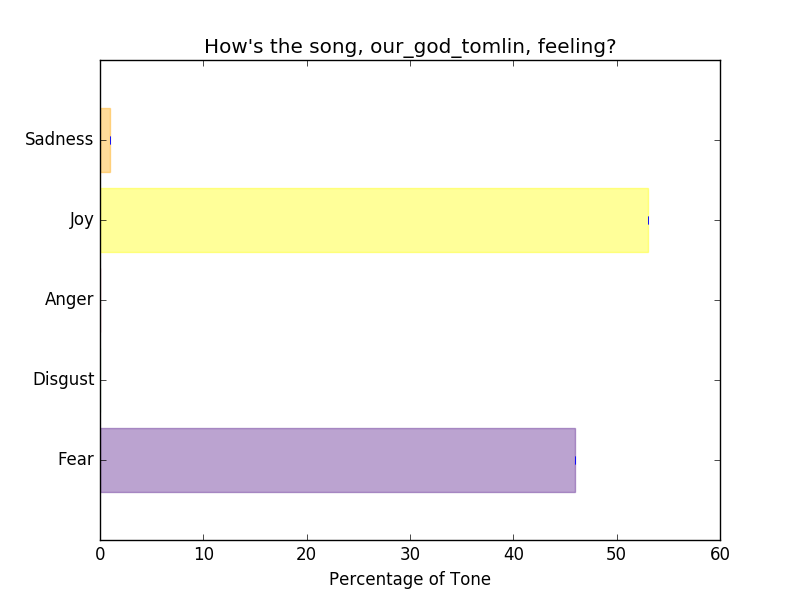 How's the song, our_god_tomlin, feeling?
Sadness
Joy
Anger
Disgust
Fear
0 10 20 30 40 50 60
Percentage of Tone